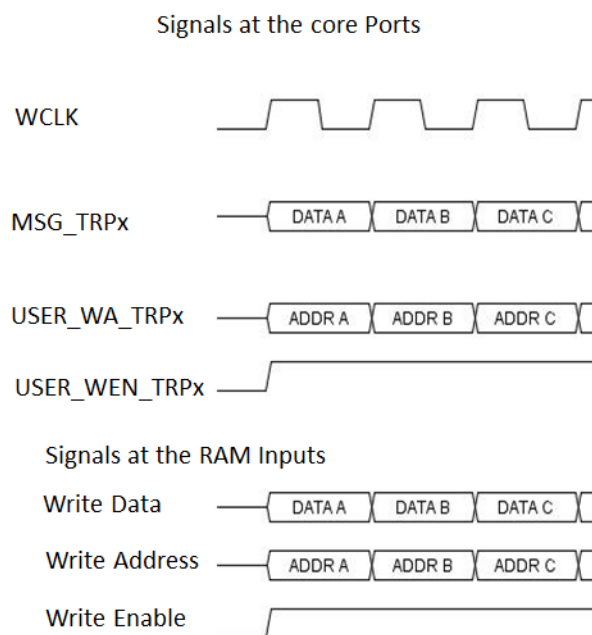 Signals at the core Ports
WCLK
MSG_TRPx DATA A DATA B DATA C
USER_WA_TRPx ADDR A ADDR B ADDR C
USER_WEN_TRPx
Signals at the RAM Inputs
Write Data DATA A DATA B DATA C
Write Address ADDR A ADDR B ADDR C
Write Enable